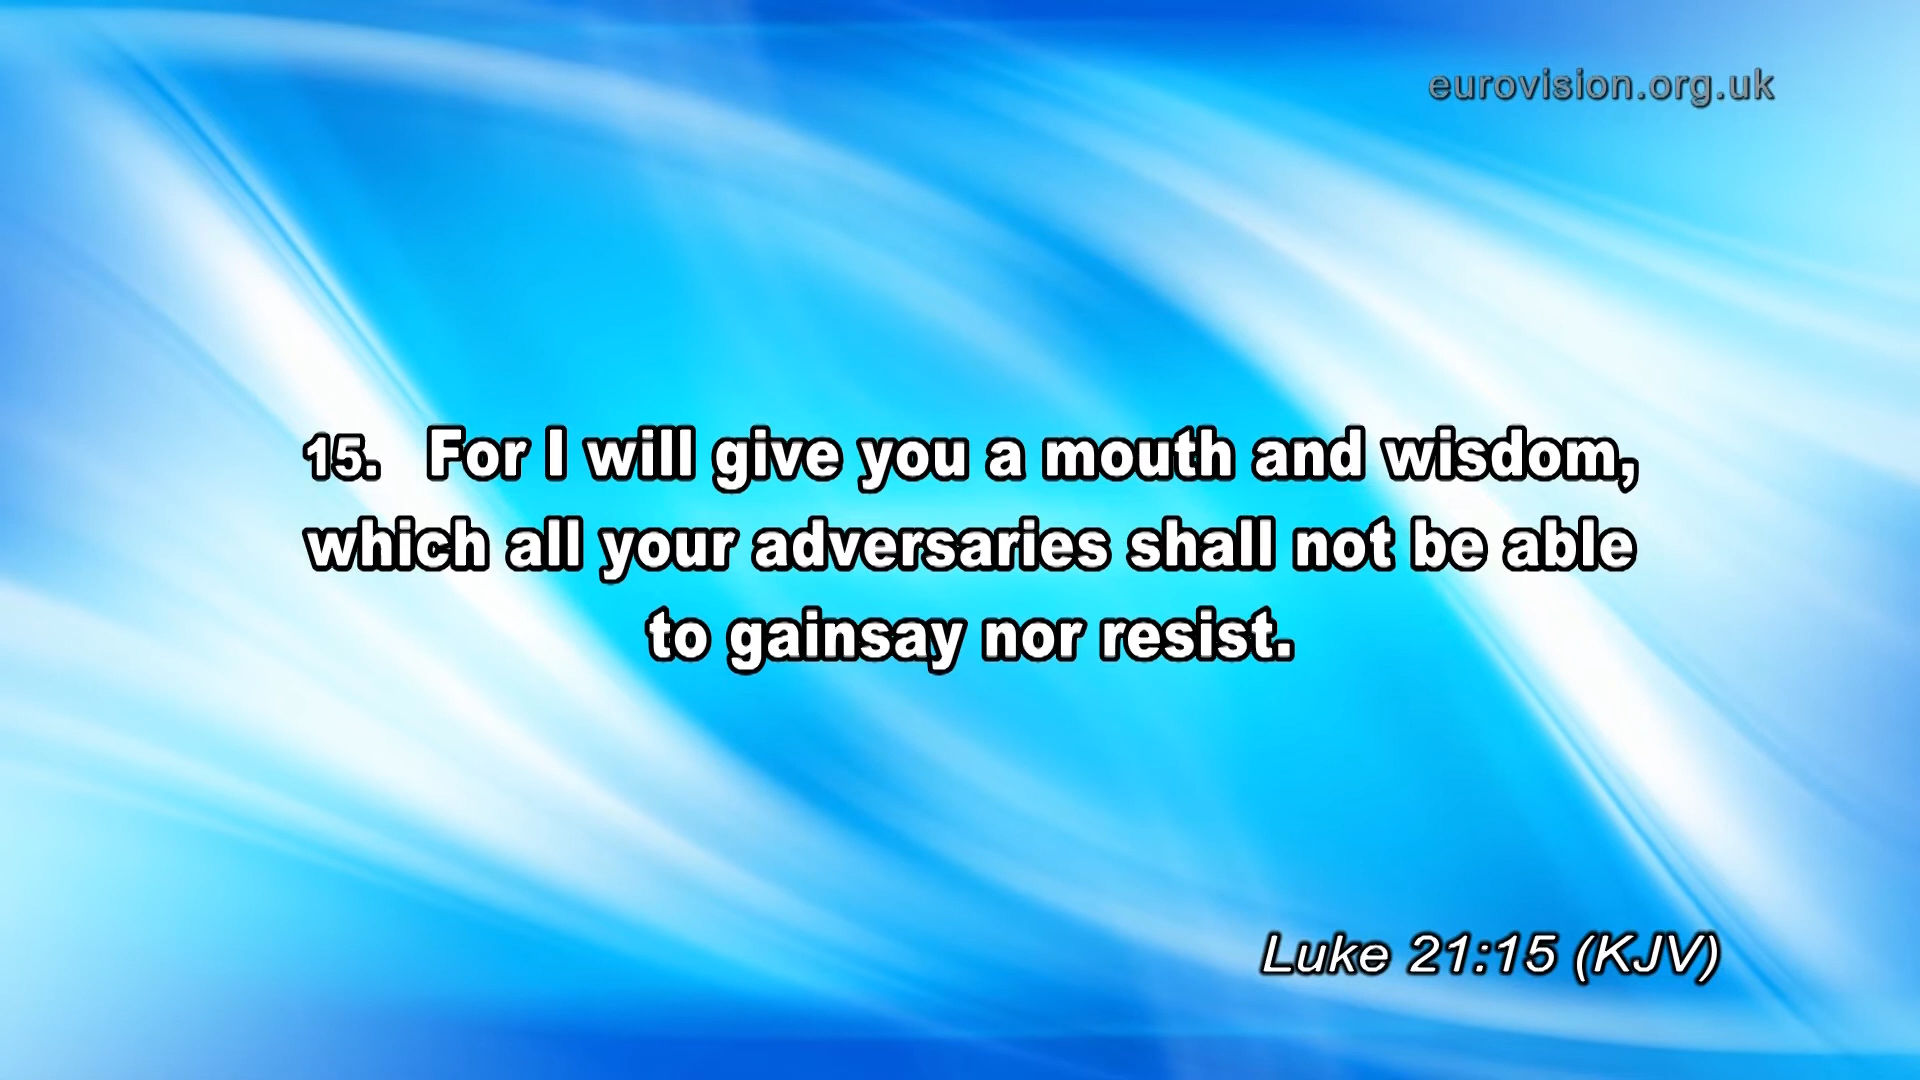 eurovision.org.uk
15. For I will give you a mouth and wisdom,
which all your adversaries shall not be able
to gainsay nor resist.
Luke 21:15 (KJV)